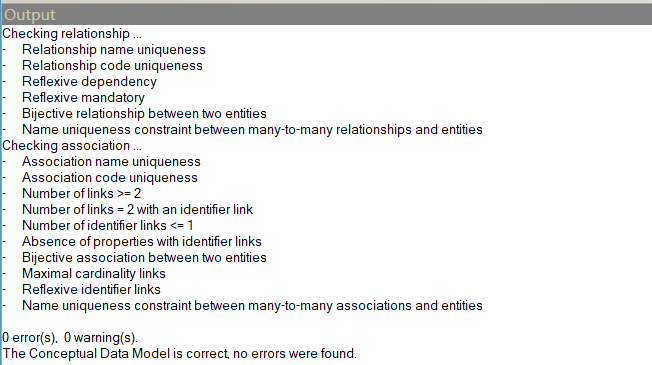 Output
Checking relationship ...
- Relationship name uniqueness
- Relationship code uniqueness
- Reflexive dependency
- Reflexive mandatory
- Bijective relationship between two entities
- Name uniqueness constraint between many-to-many relationships and entities
Checking association ...
- Association name uniqueness
- Association code uniqueness
- Number of links >= 2
- Number of links = 2 with an identifier link
- Number of identifier links <= 1
- Absence of properties with identifier links
- Bijective association between two entities
- Maximal cardinality links
- Reflexive identifier links
- Name uniqueness constraint between many-to-many associations and entities
0 error(s), 0 warning(s).
The Conceptual Data Model is correct, no errors were found.